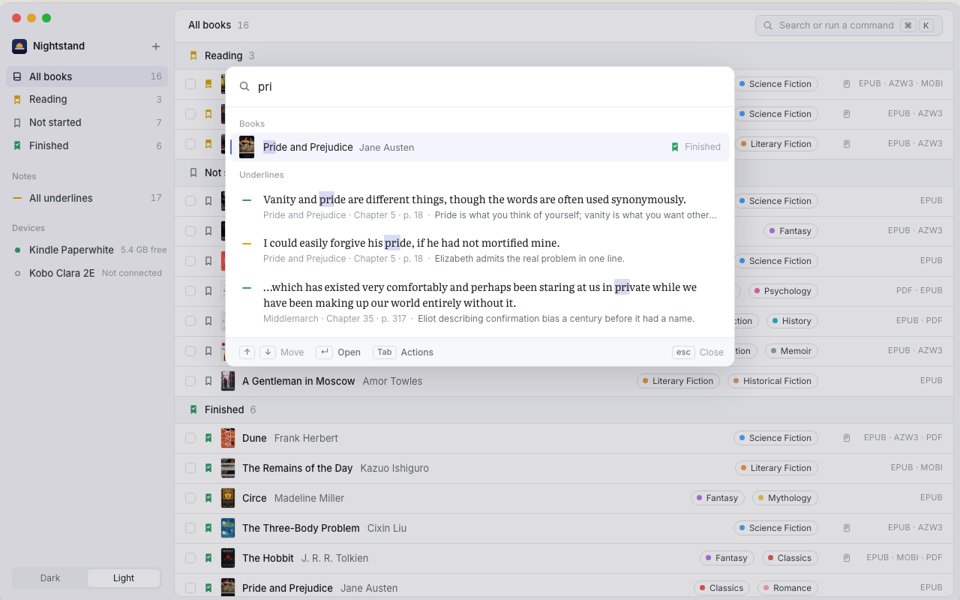 Nightstand
All books 16
Reading 3
Not started 7
Finished 6
Notes
All underlines 17
Devices
Kindle Paperwhite 5.4 GB free
Kobo Clara 2E Not connected
Dark Light
All books 16
Search or run a command ⌘ K
Reading 3
Science Fiction EPUB · AZW3 · MOBI
Science Fiction EPUB · AZW3
Literary Fiction EPUB · AZW3
Not
pri
Books
Pride and Prejudice Jane Austen Finished
Underlines
Vanity and pride are different things, though the words are often used synonymously.
Pride and Prejudice · Chapter 5 · p. 18 · Pride is what you think of yourself; vanity is what you want other…
I could easily forgive his pride, if he had not mortified mine.
Pride and Prejudice · Chapter 5 · p. 18 · Elizabeth admits the real problem in one line.
…which has existed very comfortably and perhaps been staring at us in private while we
have been making up our world entirely without it.
Middlemarch · Chapter 35 · p. 317 · Eliot describing confirmation bias a century before it had a name.
↑ ↓ Move ↵ Open Tab Actions esc Close
Science Fiction EPUB · AZW3
Fantasy EPUB
Science Fiction EPUB · AZW3
Psychology PDF · EPUB
History EPUB · AZW3
Memoir EPUB · AZW3
A Gentleman in Moscow Amor Towles Literary Fiction Historical Fiction EPUB
Finished 6
Dune Frank Herbert Science Fiction EPUB · AZW3 · PDF
The Remains of the Day Kazuo Ishiguro Literary Fiction EPUB · MOBI
Circe Madeline Miller Fantasy Mythology EPUB
The Three-Body Problem Cixin Liu Science Fiction EPUB · AZW3
The Hobbit J. R. R. Tolkien Fantasy Classics EPUB · MOBI · PDF
Pride and Prejudice Jane Austen Classics Romance EPUB